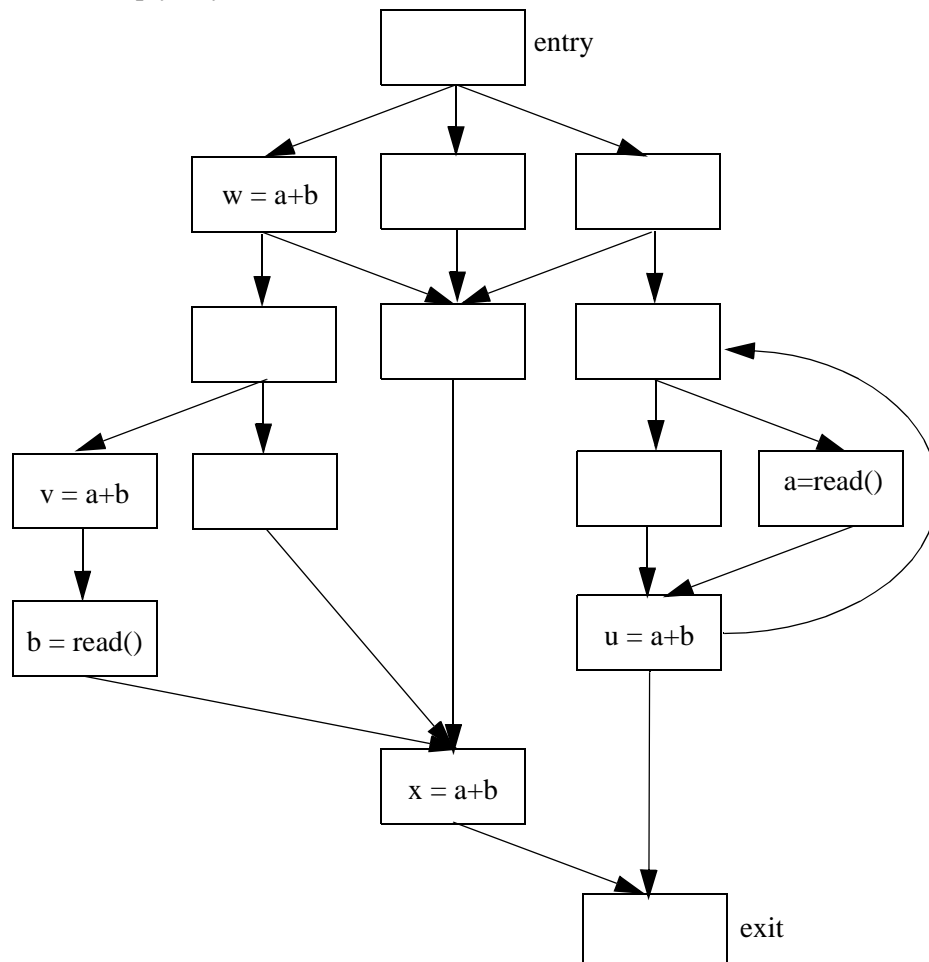 entry
w = a+b
v = a+b
a=read()
b = read()
u = a+b
x = a+b
exit